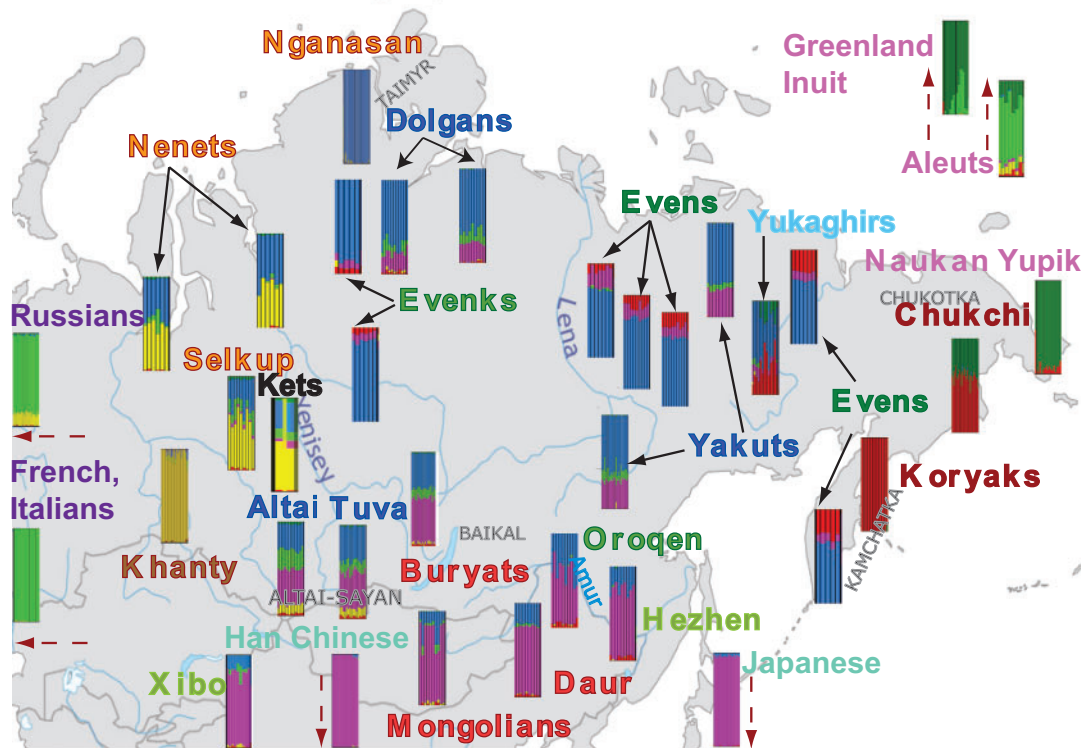 Greenland
Inuit
Nganasan
TAIMYR
Dolgans
Nenets
Aleuts
Evens
Yukaghirs
Naukan Yupik
CHUKOTKA
Evenks
Russians
Lena
Chukchi
Selkup
Kets
Yenisey
Evens
Yakuts
French,
Italians
Koryaks
Altai
Tuva
BAIKAL
Oroqen
KAMCHATKA
Khanty
Buryats
Amur
ALTAI-SAYAN
Hezhen
Han Chinese
Japanese
Xibo
Daur
Mongolians